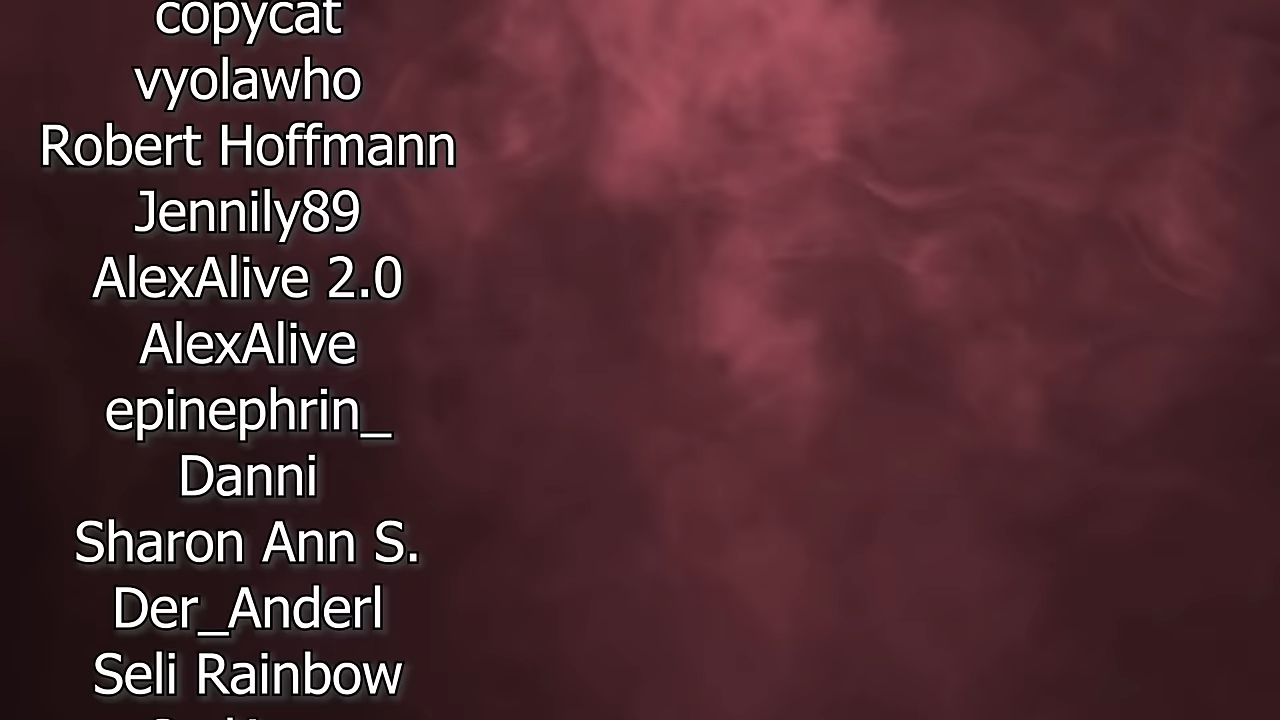 copycat
vyolawho
Robert Hoffmann
Jennily89
AlexAlive 2.0
AlexAlive
epinephrin_
Danni
Sharon Ann S.
Der_Anderl
Seli Rainbow